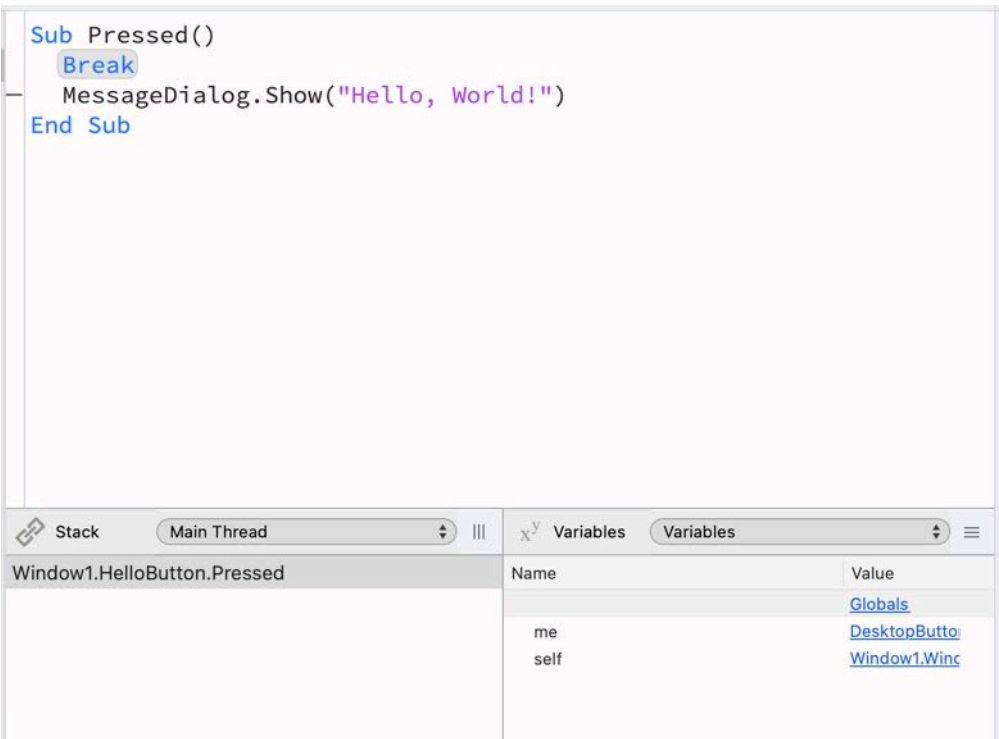 Sub Pressed()
Break
MessageDialog.Show("Hello, World!")
End Sub
Stack
Main Thread
Window1.HelloButton.Pressed
xy Variables
Variables
Name Value
Globals
me DesktopButto
self Window1.Winc